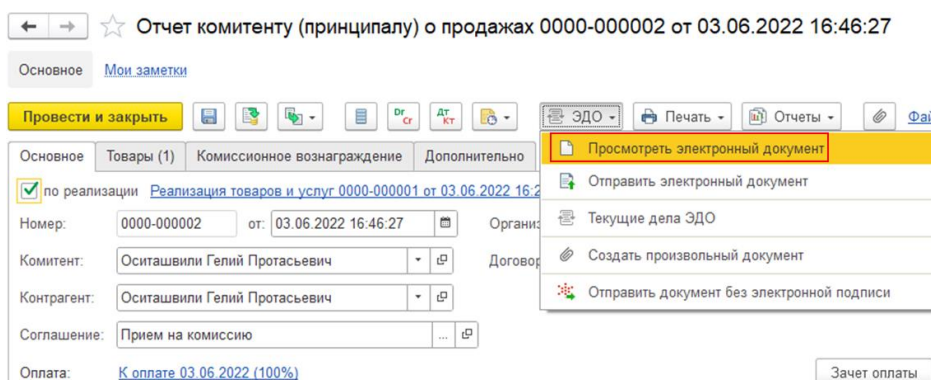 Отчет комитенту (принципалу) о продажах 0000-000002 от 03.06.2022 16:46:27
Основное Мои заметки
Провести и закрыть Dr Cr Дт Кт ЭДО Печать Отчеты
Основное Товары (1) Комиссионное вознаграждение Дополнительно
Просмотреть электронный документ
Отправить электронный документ
Текущие дела ЭДО
Создать произвольный документ
Отправить документ без электронной подписи
по реализации Реализация товаров и услуг 0000-000001 от 03.06.2022
Номер: 0000-000002 от: 03.06.2022 16:46:27
Комитент: Оситашвили Гелий Протасьевич
Контрагент: Оситашвили Гелий Протасьевич
Соглашение: Прием на комиссию ...
Оплата: К оплате 03.06.2022 (100%) Зачет оплаты